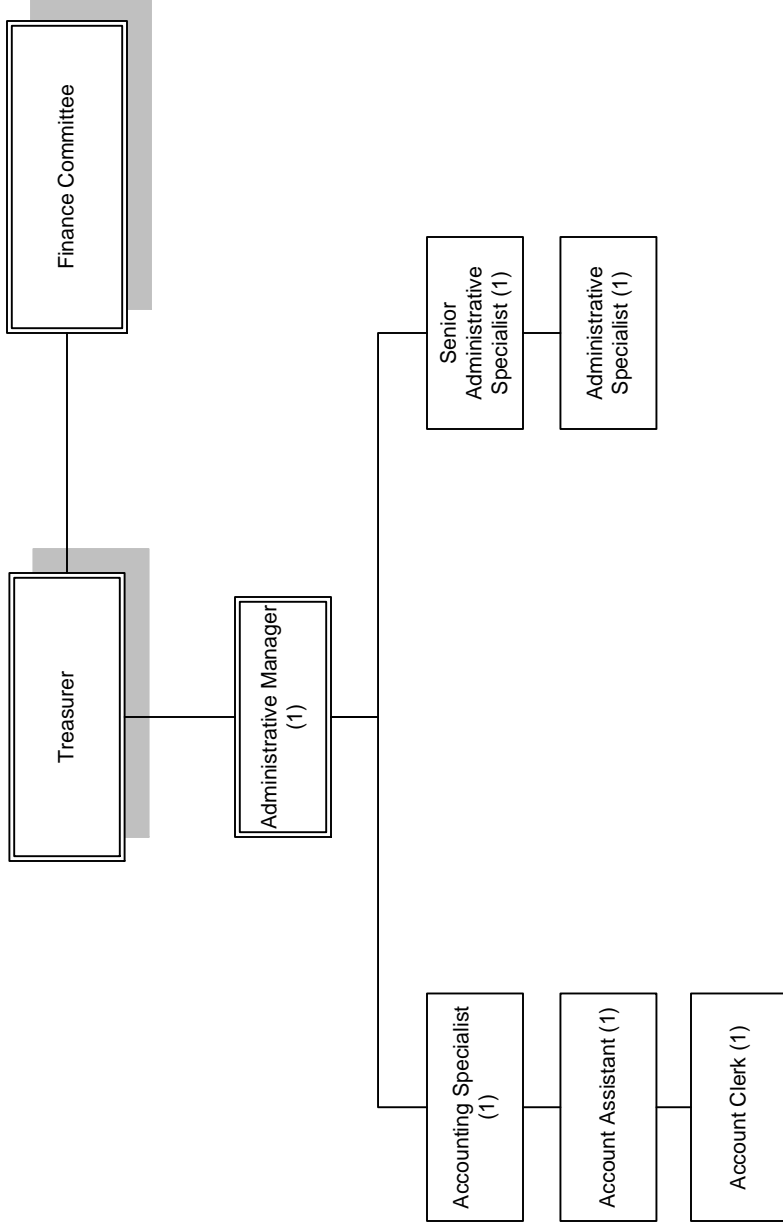 Treasurer
Finance Committee
Administrative Manager
(1)
Accounting Specialist
(1)
Senior
Administrative
Specialist (1)
Account Assistant (1)
Administrative
Specialist (1)
Account Clerk (1)